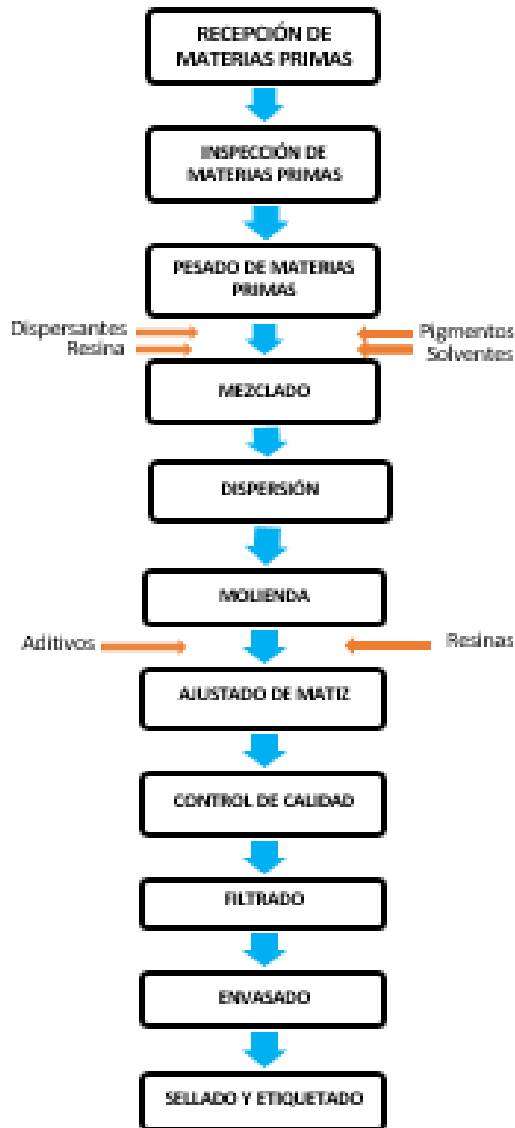 RECEPCIÓN DE
MATERIAS PRIMAS
INSPECCIÓN DE
MATERIAS PRIMAS
PESADO DE MATERIAS
PRIMAS
Dispersantes
Resina
Pigmentos
Solventes
MEZCLADO
DISPERSIÓN
MOLIENDA
Aditivos
Resinas
AJUSTADO DE MATIZ
CONTROL DE CALIDAD
FILTRADO
ENVASADO
SELLADO Y ETIQUETADO